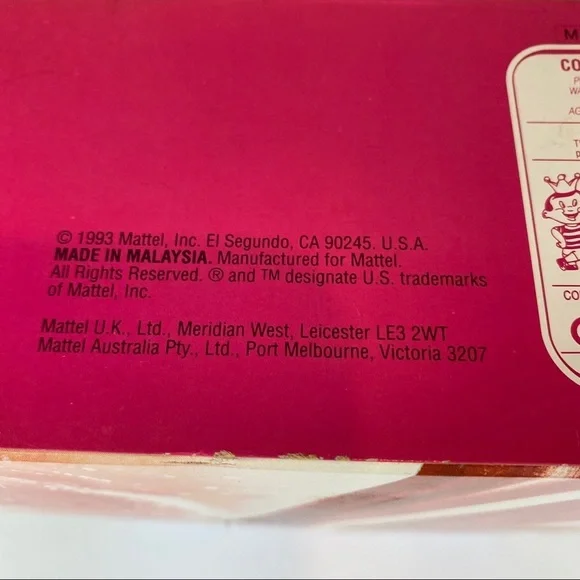 © 1993 Mattel, Inc. El Segundo, CA 90245. U.S.A.
MADE IN MALAYSIA. Manufactured for Mattel.
All Rights Reserved. ® and TM designate U.S. trademarks
of Mattel, Inc.
Mattel U.K., Ltd., Meridian West, Leicester LE3 2WT
Mattel Australia Pty., Ltd., Port Melbourne, Victoria 3207